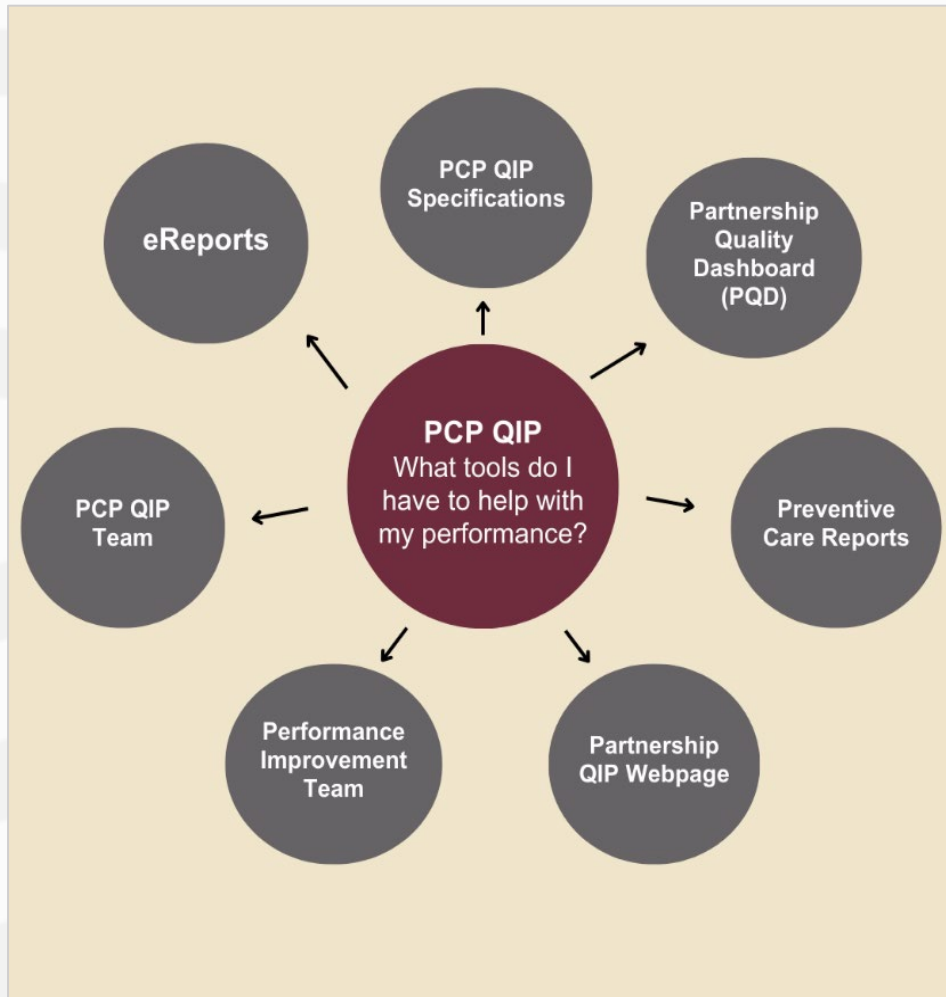 PCP QIP
Specifications
eReports
Partnership
Quality
Dashboard
(PQD)
PCP QIP
What tools do I
have to help with
my performance?
PCP QIP
Team
Preventive
Care Reports
Performance
Improvement
Team
Partnership
QIP Webpage